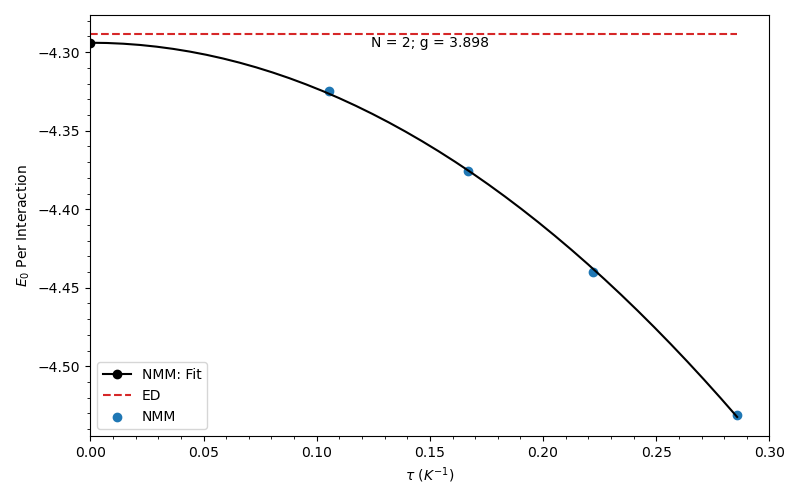 N = 2; g = 3.898
−4.30
−4.35
−4.40
−4.45
−4.50
E₀ Per Interaction
NMM: Fit
ED
NMM
0.00 0.05 0.10 0.15 0.20 0.25 0.30
τ (K⁻¹)